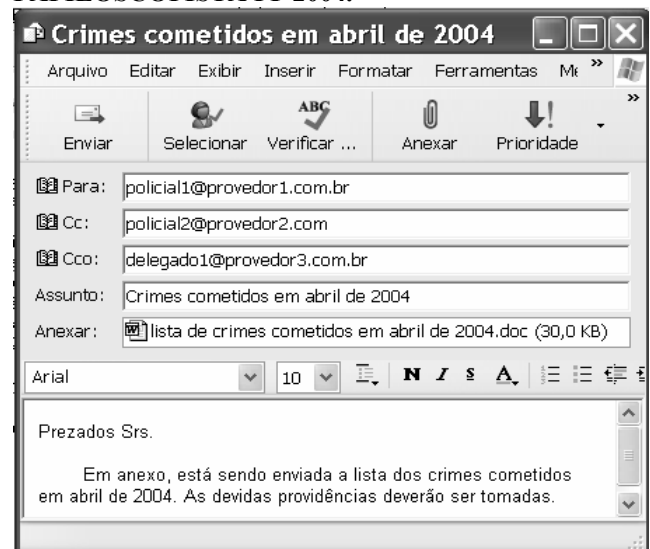 Crimes cometidos em abril de 2004
Arquivo Editar Exibir Inserir Formatar Ferramentas »
Enviar Selecionar Verificar ... Anexar Prioridade »
Para: policial1@provedor1.com.br
Cc: policial2@provedor2.com
Cco: delegado1@provedor3.com.br
Assunto: Crimes cometidos em abril de 2004
Anexar: lista de crimes cometidos em abril de 2004.doc (30,0 KB)
Arial 10 N I s A
Prezados Srs.
Em anexo, está sendo enviada a lista dos crimes cometidos
em abril de 2004. As devidas providências deverão ser tomadas.